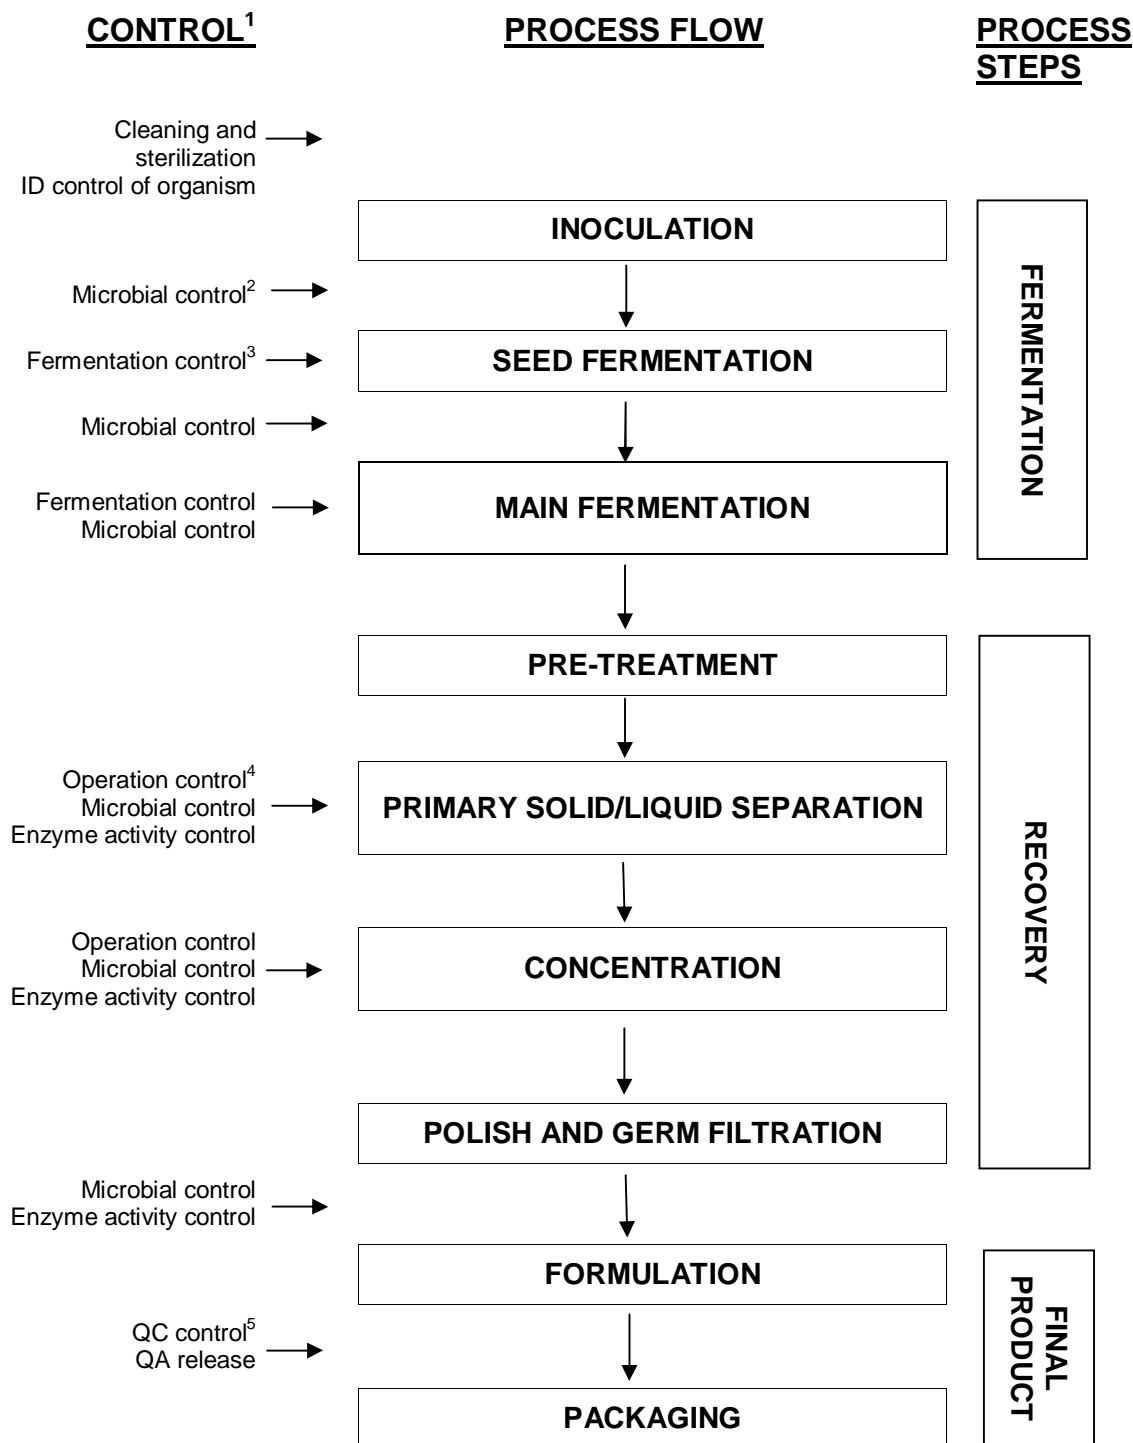 CONTROL¹
PROCESS FLOW
PROCESS
STEPS
Cleaning and
sterilization
ID control of organism
INOCULATION
Microbial control²
Fermentation control³
SEED FERMENTATION
Microbial control
Fermentation control
Microbial control
MAIN FERMENTATION
FERMENTATION
PRE-TREATMENT
Operation control⁴
Microbial control
Enzyme activity control
PRIMARY SOLID/LIQUID SEPARATION
Operation control
Microbial control
Enzyme activity control
CONCENTRATION
POLISH AND GERM FILTRATION
RECOVERY
Microbial control
Enzyme activity control
FORMULATION
QC control⁵
QA release
PACKAGING
FINAL
PRODUCT